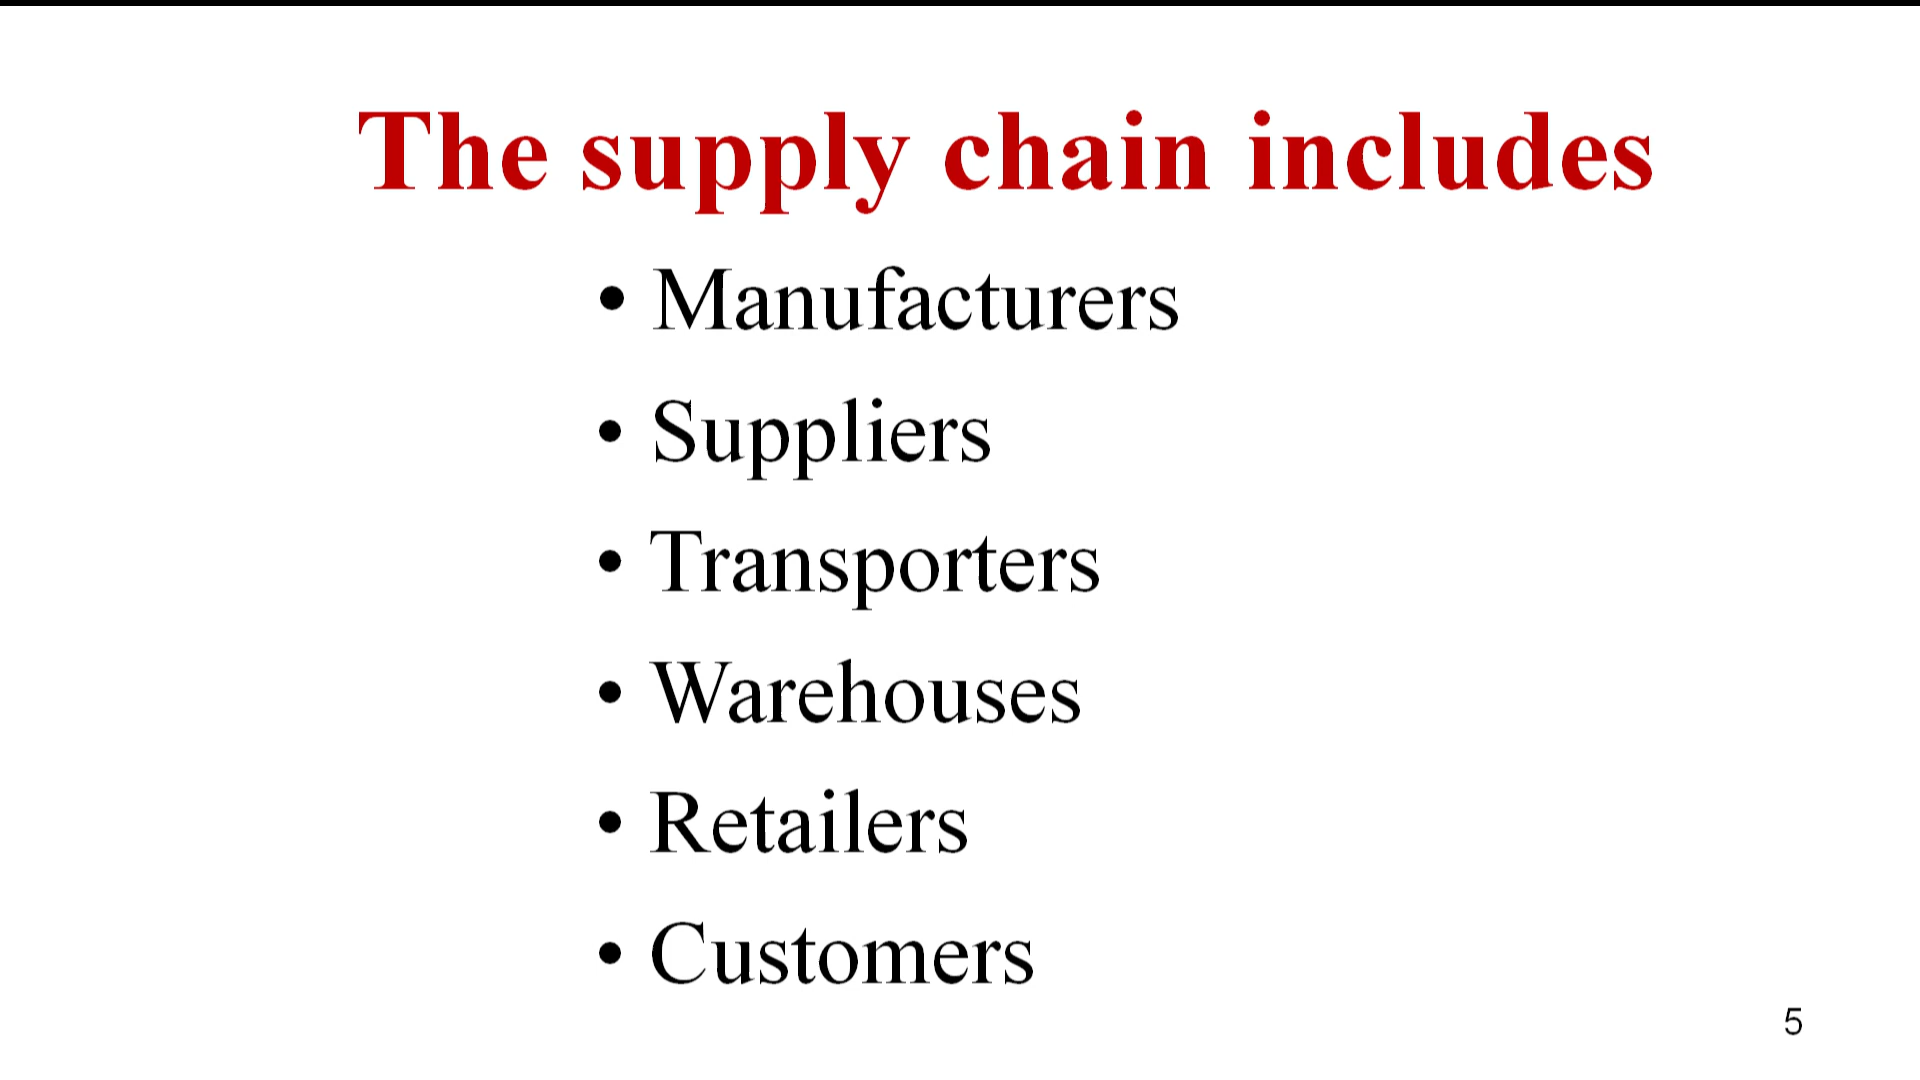 The supply chain includes
• Manufacturers
• Suppliers
• Transporters
• Warehouses
• Retailers
• Customers
5